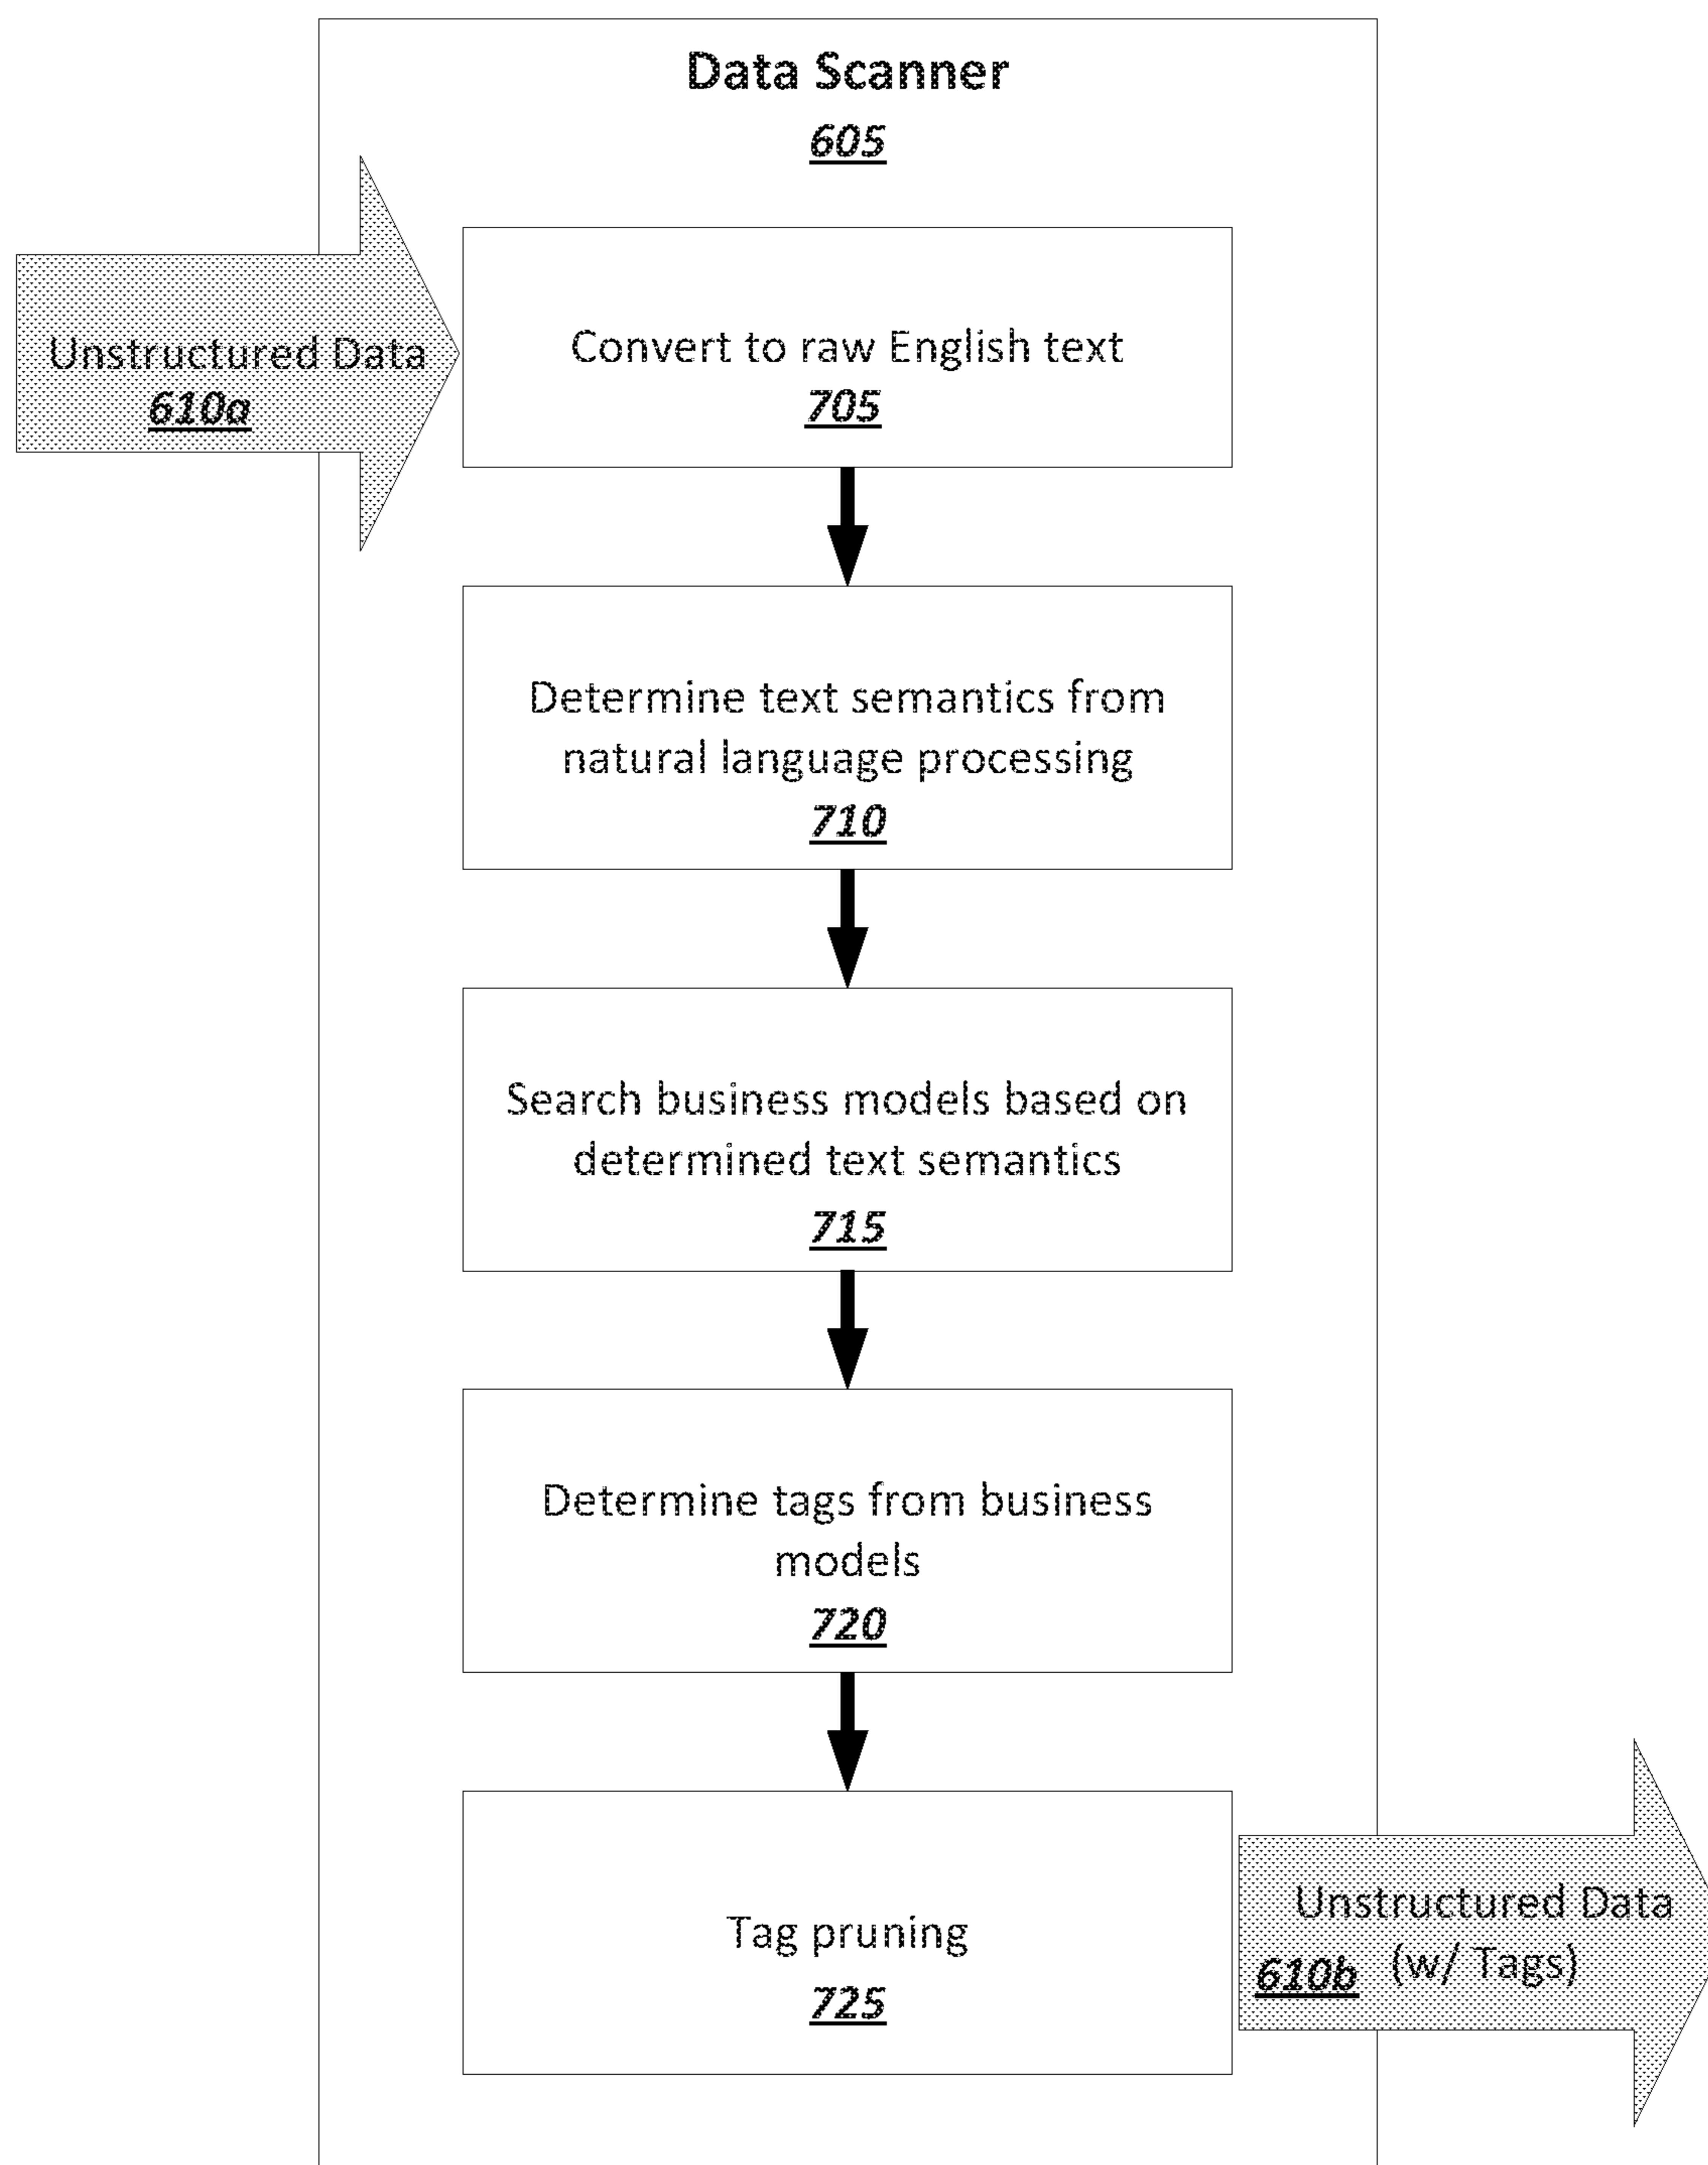 Data Scanner
605
Unstructured Data
610a
Convert to raw English text
705
Determine text semantics from
natural language processing
710
Search business models based on
determined text semantics
715
Determine tags from business
models
720
Tag pruning
725
Unstructured Data
(w/ Tags)
610b